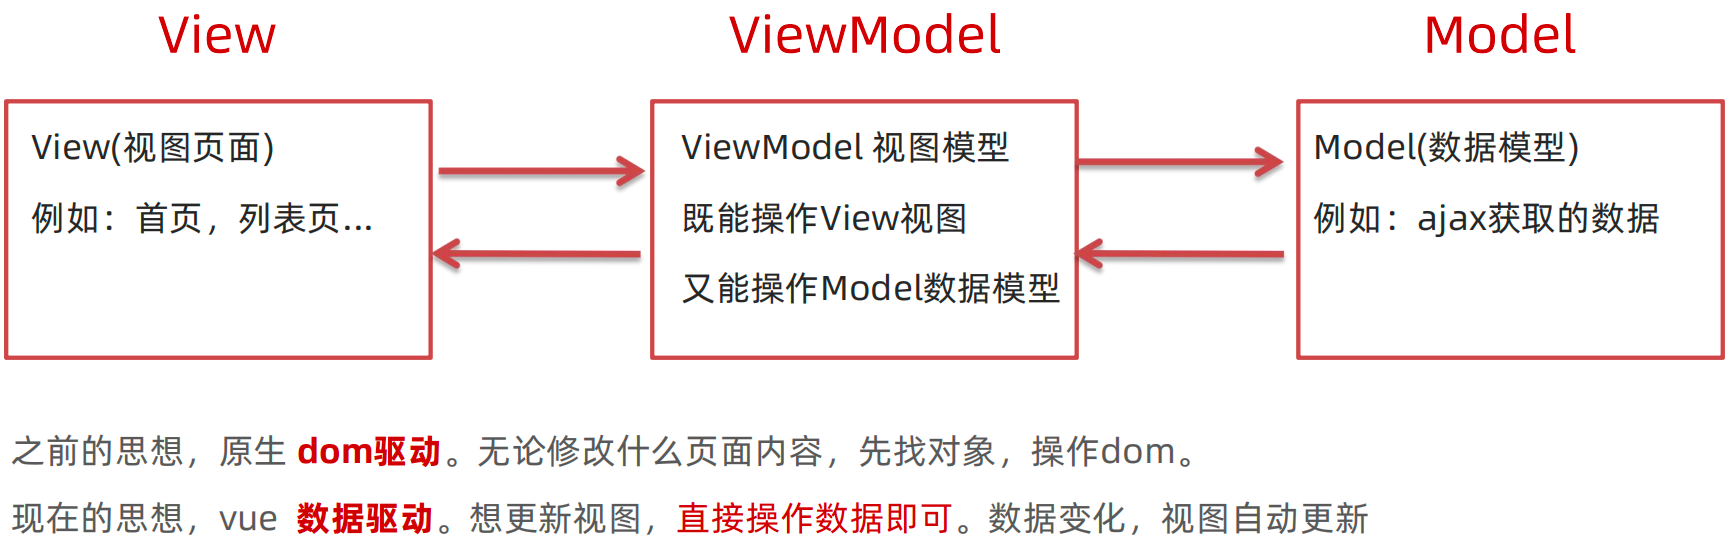 View
ViewModel
Model
View(视图页面)
例如：首页，列表页...
ViewModel 视图模型
既能操作View视图
又能操作Model数据模型
Model(数据模型)
例如：ajax获取的数据
之前的思想，原生 dom驱动。无论修改什么页面内容，先找对象，操作dom。
现在的思想，vue 数据驱动。想更新视图，直接操作数据即可。数据变化，视图自动更新